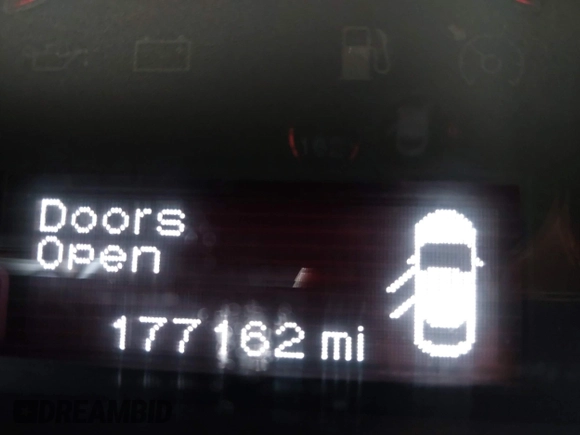 Doors
Open
177162 mi
DREAMBID